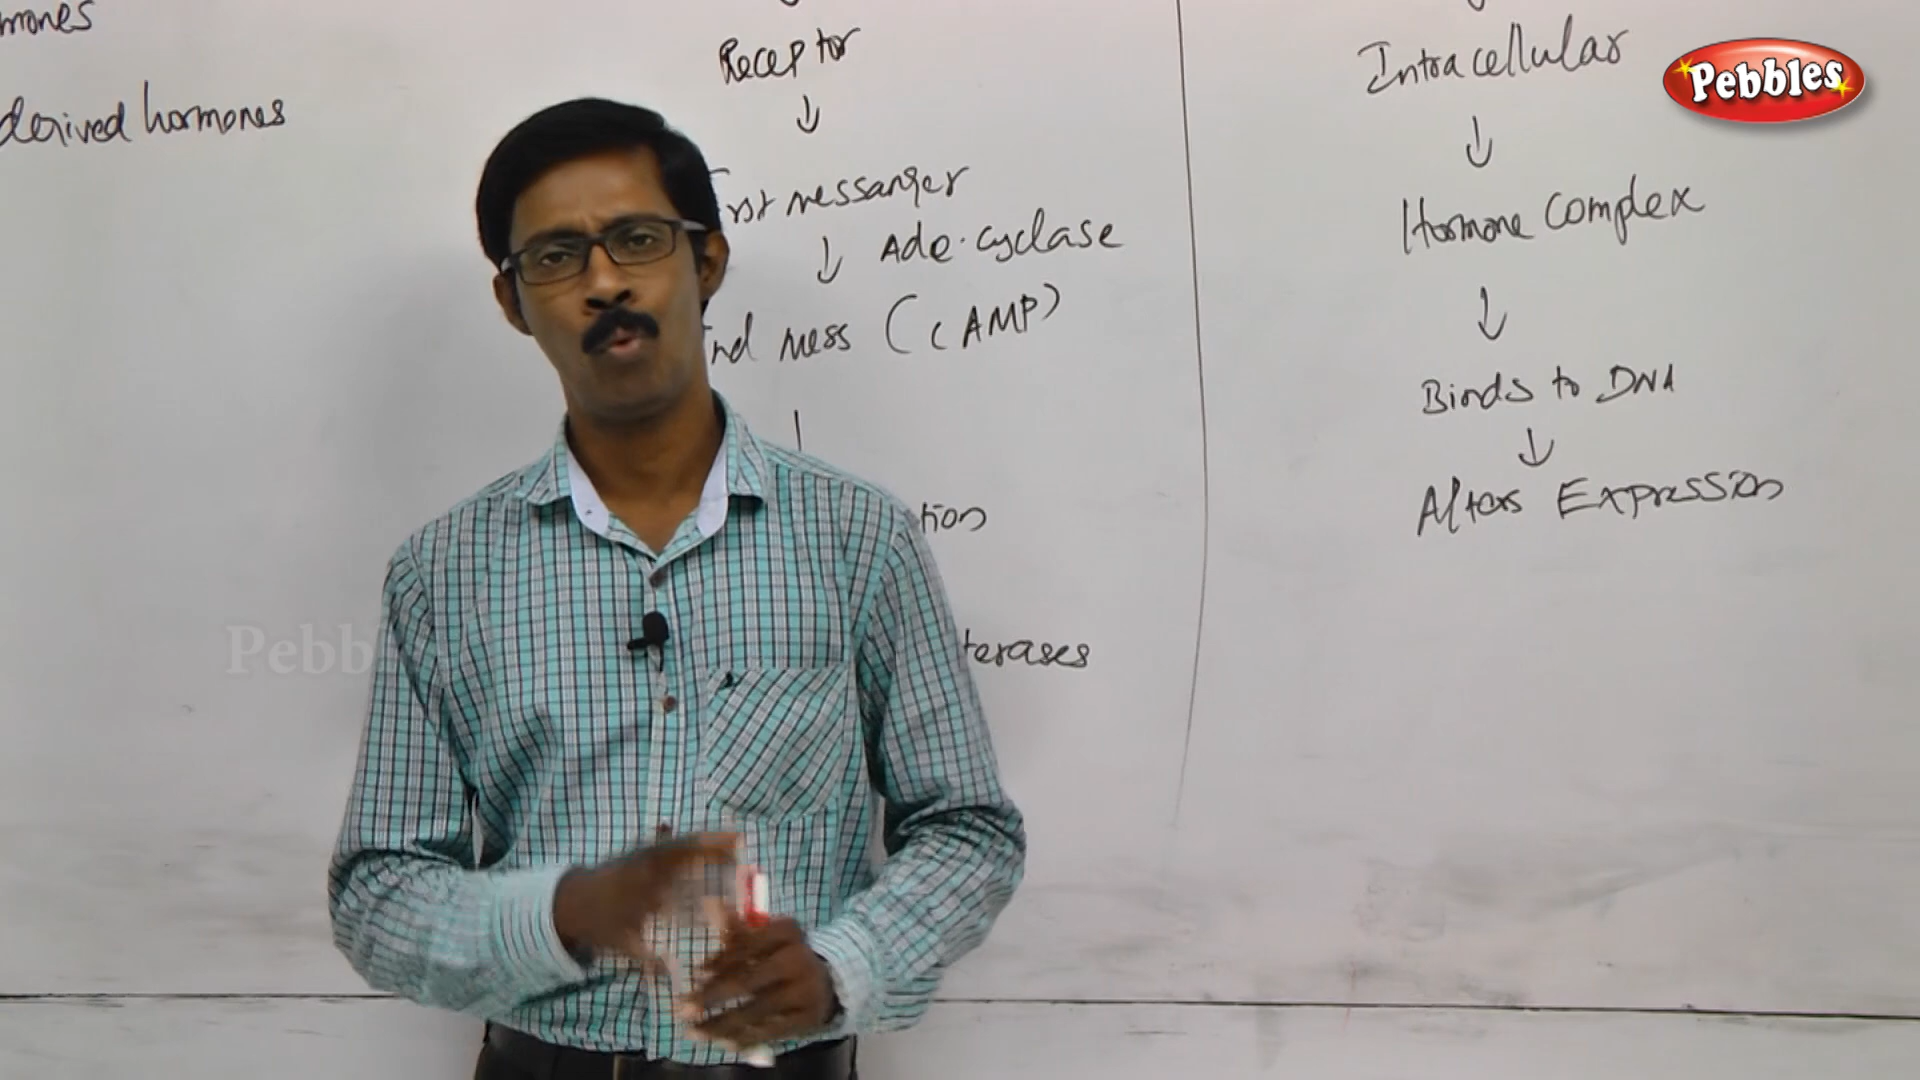 mones
derived hormones
Receptor
↓
rst messanger
↓ Ade.cyclase
nd mess (cAMP)
tion
terases
Intracellular
↓
Hormone complex
↓
Binds to DNA
↓
Alters Expression
Pebbles
Pebb